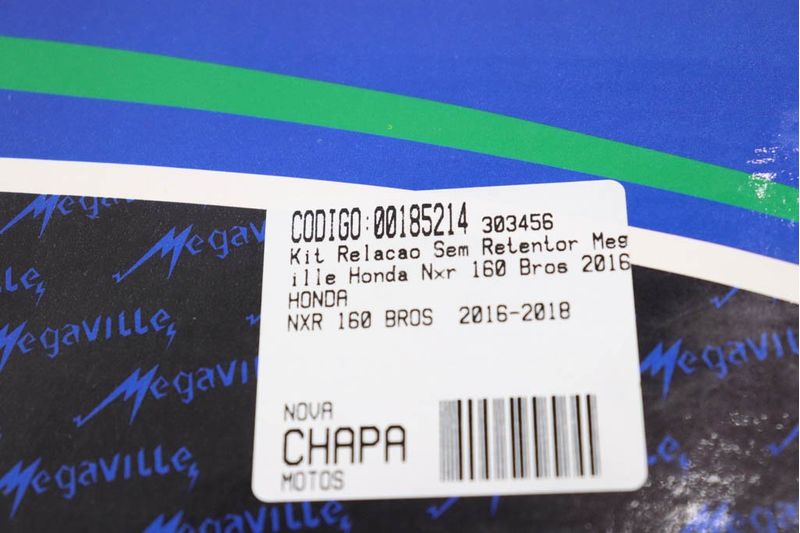 CODIGO:00185214 303456
Kit Relacao Sem Retentor Meg
ille Honda Nxr 160 Bros 2016
HONDA
NXR 160 BROS 2016-2018
NOVA
CHAPA
MOTOS
Megaville
Megaville
Megaville
Megaville
Megaville
Megaville